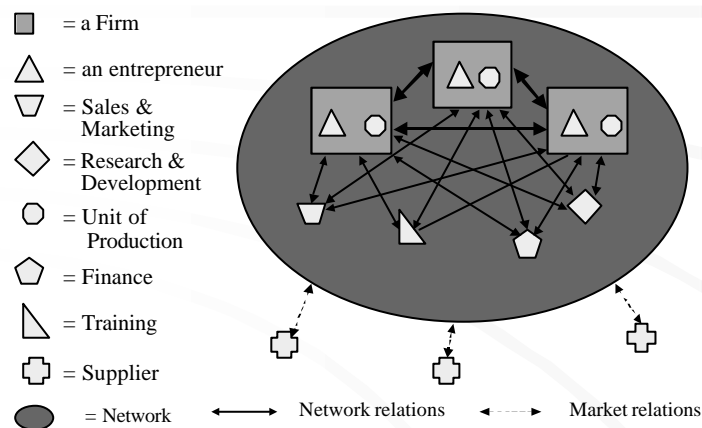 = a Firm
= an entrepreneur
= Sales &
Marketing
= Research &
Development
= Unit of
Production
= Finance
= Training
= Supplier
= Network
Network relations
Market relations